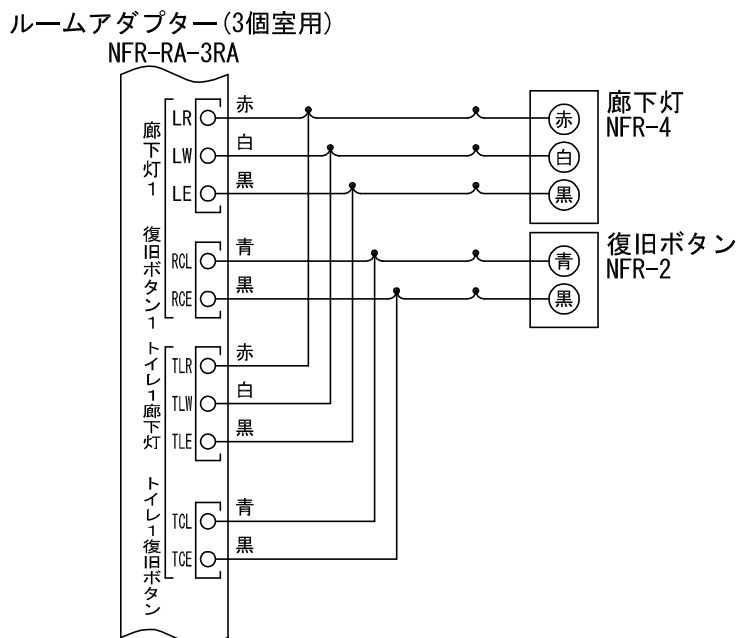 ルームアダプター(3個室用)
NFR-RA-3RA
廊下灯1
LR
赤
LW
白
LE
黒
復旧ボタン1
RCL
青
RCE
黒
トイレ1廊下灯
TLR
赤
TLW
白
TLE
黒
トイレ1復旧ボタン
TCL
青
TCE
黒
廊下灯
NFR-4
赤
白
黒
復旧ボタン
NFR-2
青
黒